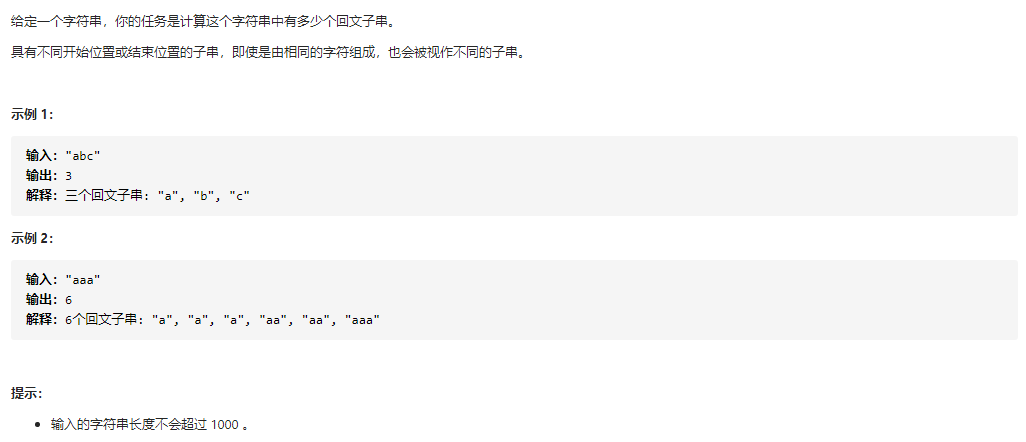 给定一个字符串，你的任务是计算这个字符串中有多少个回文子串。
具有不同开始位置或结束位置的子串，即使是由相同的字符组成，也会被视作不同的子串。
示例 1：
输入："abc"
输出：3
解释：三个回文子串: "a", "b", "c"
示例 2：
输入："aaa"
输出：6
解释：6个回文子串: "a", "a", "a", "aa", "aa", "aaa"
提示：
• 输入的字符串长度不会超过 1000 。